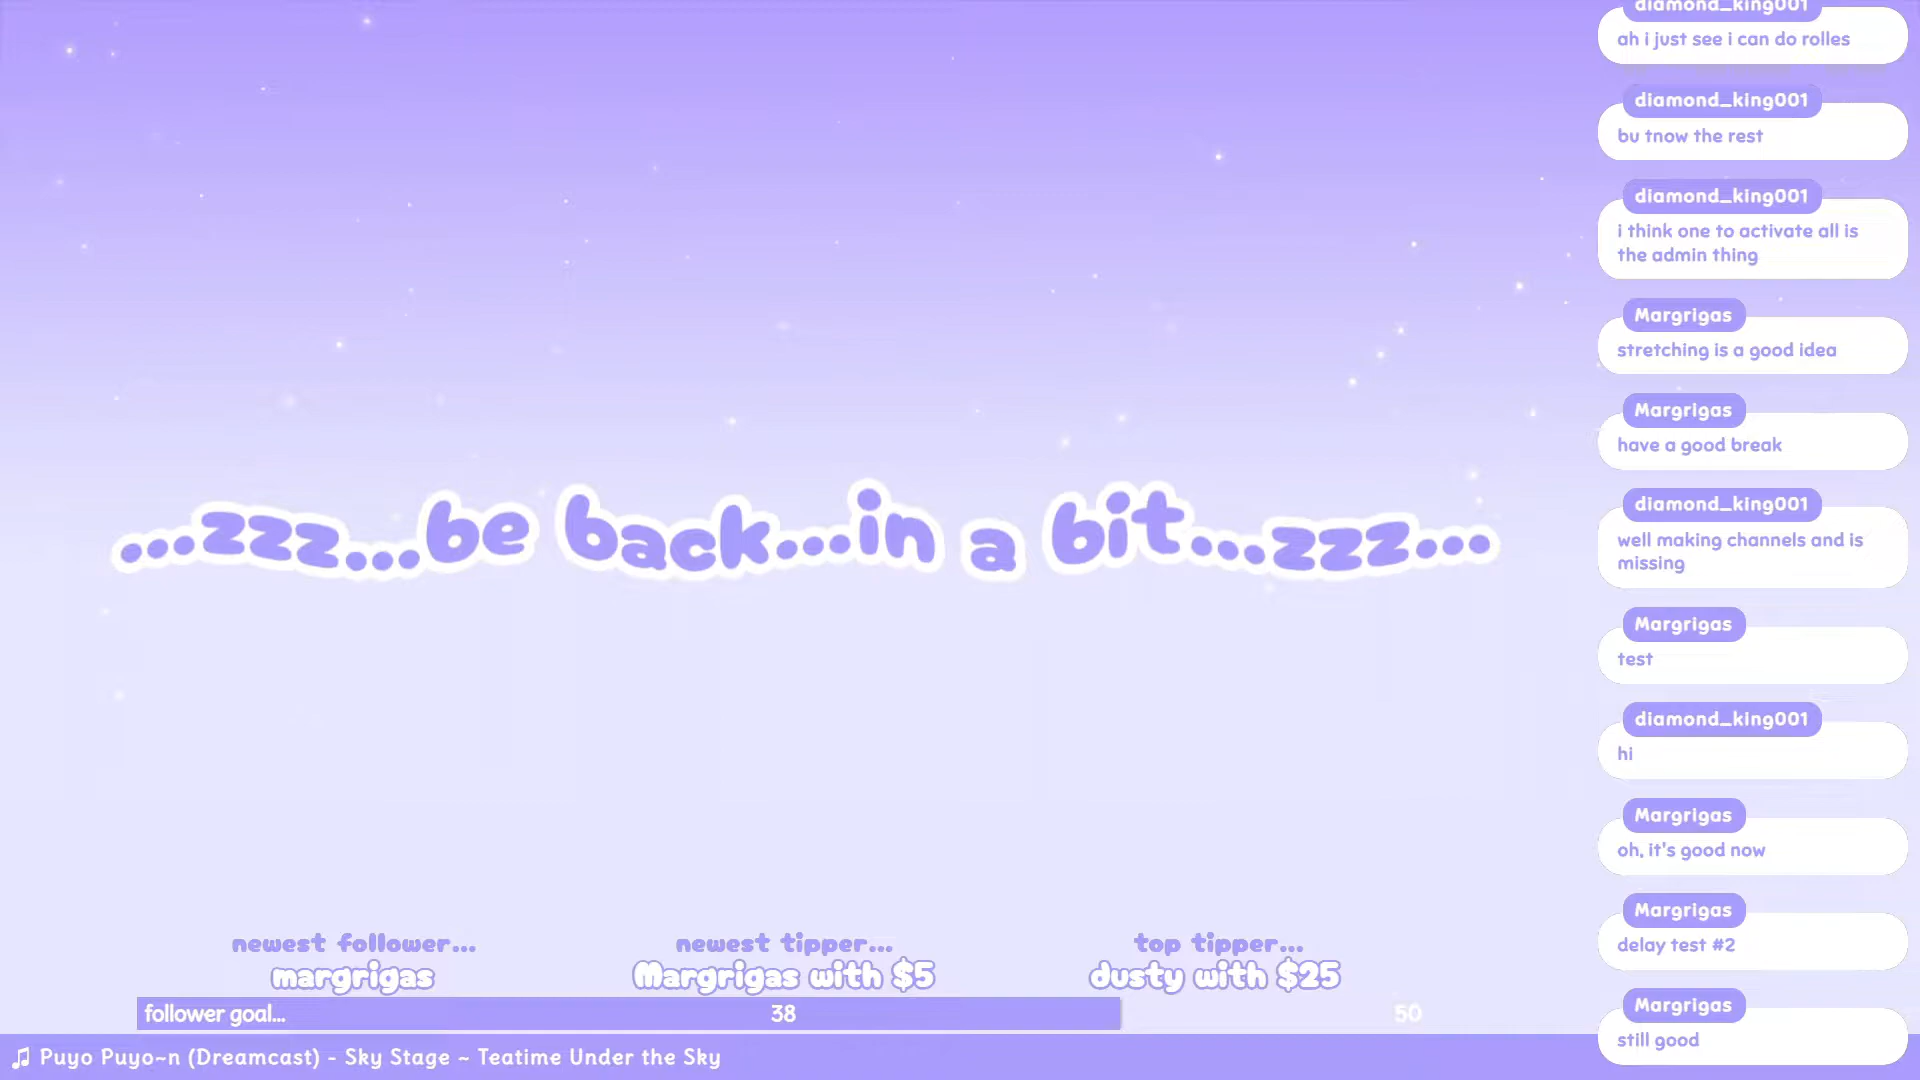 ...zzz...be back...in a bit...zzz...
newest follower...
margrigas
newest tipper...
Margrigas with $5
top tipper...
dusty with $25
follower goal...
38
50
Puyo Puyo~n (Dreamcast) - Sky Stage ~ Teatime Under the Sky
diamond_king001
ah i just see i can do rolles
diamond_king001
bu tnow the rest
diamond_king001
i think one to activate all is
the admin thing
Margrigas
stretching is a good idea
Margrigas
have a good break
diamond_king001
well making channels and is
missing
Margrigas
test
diamond_king001
hi
Margrigas
oh, it's good now
Margrigas
delay test #2
Margrigas
still good